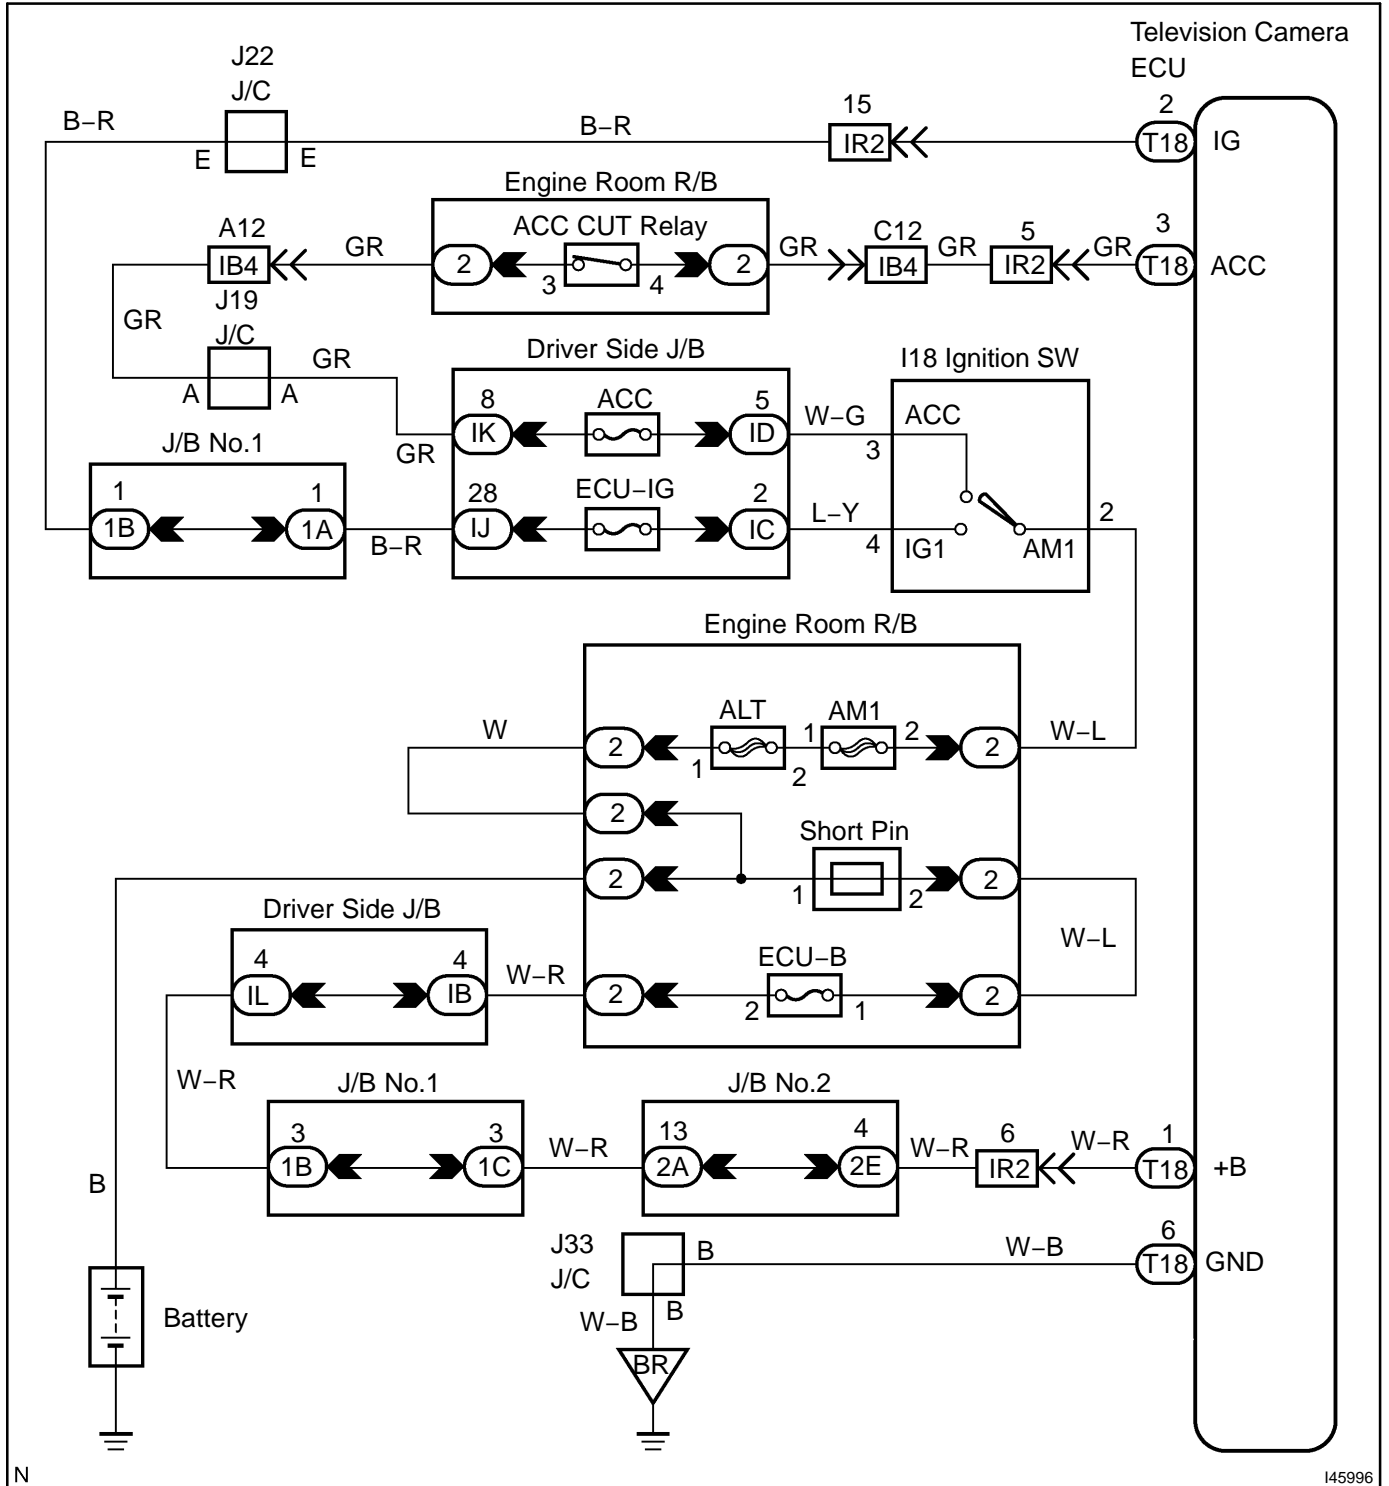 Television Camera
ECU
J22
J/C
B–R
E
E
B–R
15
IR2
2
T18
IG
Engine Room R/B
ACC CUT Relay
A12
IB4
GR
2
3
4
2
GR
C12
IB4
GR
5
IR2
GR
3
T18
ACC
J19
J/C
GR
A
A
GR
GR
Driver Side J/B
8
IK
ACC
5
ID
W–G
3
I18 Ignition SW
ACC
J/B No.1
1
1B
1
1A
B–R
28
IJ
ECU–IG
2
IC
L–Y
4
IG1
AM1
2
Engine Room R/B
W
2
ALT
1
2
AM1
1
2
2
W–L
2
Short Pin
2
1
2
2
W–L
Driver Side J/B
4
IL
4
IB
W–R
2
ECU–B
2
1
2
W–R
J/B No.1
3
1B
3
1C
W–R
J/B No.2
13
2A
4
2E
W–R
6
IR2
W–R
1
T18
+B
B
J33
J/C
B
B
W–B
W–B
6
T18
GND
Battery
BR
N
I45996